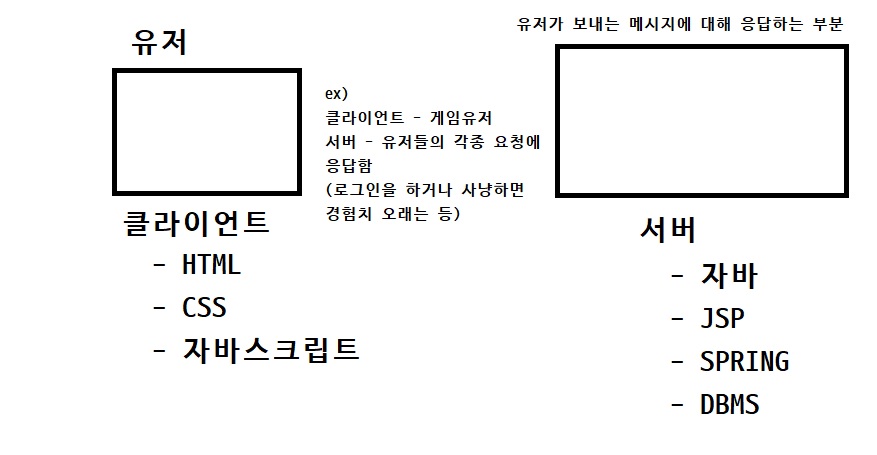 유저
클라이언트
- HTML
- CSS
- 자바스크립트
ex)
클라이언트 - 게임유저
서버 - 유저들의 각종 요청에
응답함
(로그인을 하거나 사냥하면
경험치 오래는 등)
유저가 보내는 메시지에 대해 응답하는 부분
서버
- 자바
- JSP
- SPRING
- DBMS